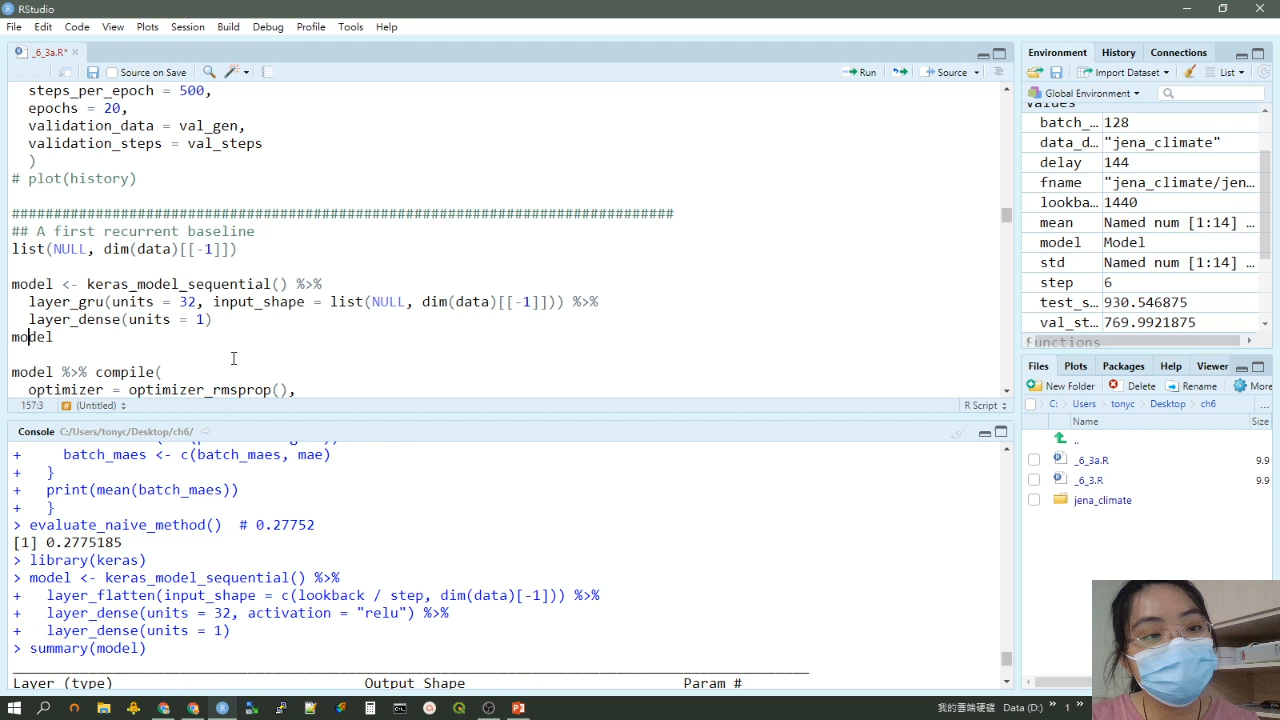 RStudio
File Edit Code View Plots Session Build Debug Profile Tools Help
_6_3a.R*
Source on Save
Run
Source
steps_per_epoch = 500,
epochs = 20,
validation_data = val_gen,
validation_steps = val_steps
)
# plot(history)
###############################################################################
## A first recurrent baseline
list(NULL, dim(data)[[-1]])
model <- keras_model_sequential() %>%
layer_gru(units = 32, input_shape = list(NULL, dim(data)[[-1]])) %>%
layer_dense(units = 1)
model
model %>% compile(
optimizer = optimizer_rmsprop(),
157:3 (Untitled) R Script
Console C:/Users/tonyc/Desktop/ch6/
+ batch_maes <- c(batch_maes, mae)
+ }
+ print(mean(batch_maes))
+ }
> evaluate_naive_method() # 0.27752
[1] 0.2775185
> library(keras)
> model <- keras_model_sequential() %>%
+ layer_flatten(input_shape = c(lookback / step, dim(data)[-1])) %>%
+ layer_dense(units = 32, activation = "relu") %>%
+ layer_dense(units = 1)
> summary(model)
Layer (type) Output Shape Param #
Environment History Connections
Import Dataset List
Global Environment
Values
batch_… 128
data_d… "jena_climate"
delay 144
fname "jena_climate/jen…
lookba… 1440
mean Named num [1:14] …
model Model
std Named num [1:14] …
step 6
test_s… 930.546875
val_st… 769.9921875
Functions
Files Plots Packages Help Viewer
New Folder Delete Rename More
C: Users tonyc Desktop ch6 …
Name Size
..
_6_3a.R 9.9
_6_3.R 9.9
jena_climate
我的雲端硬碟 Data (D:) 1